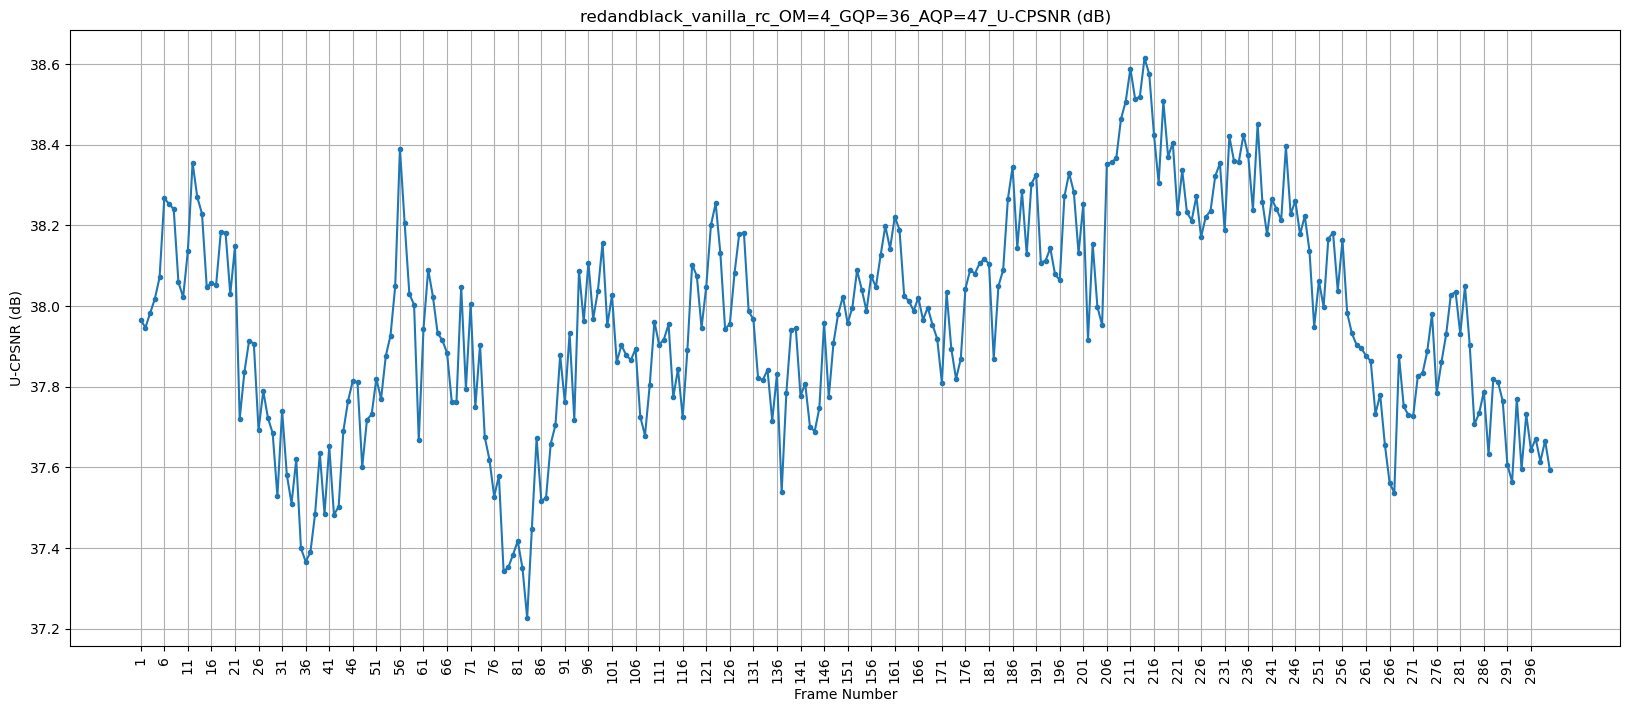 redandblack_vanilla_rc_OM=4_GQP=36_AQP=47_U-CPSNR (dB)
U-CPSNR (dB)
38.6
38.4
38.2
38.0
37.8
37.6
37.4
37.2
1 6 11 16 21 26 31 36 41 46 51 56 61 66 71 76 81 86 91 96 101 106 111 116 121 126 131 136 141 146 151 156 161 166 171 176 181 186 191 196 201 206 211 216 221 226 231 236 241 246 251 256 261 266 271 276 281 286 291 296
Frame Number